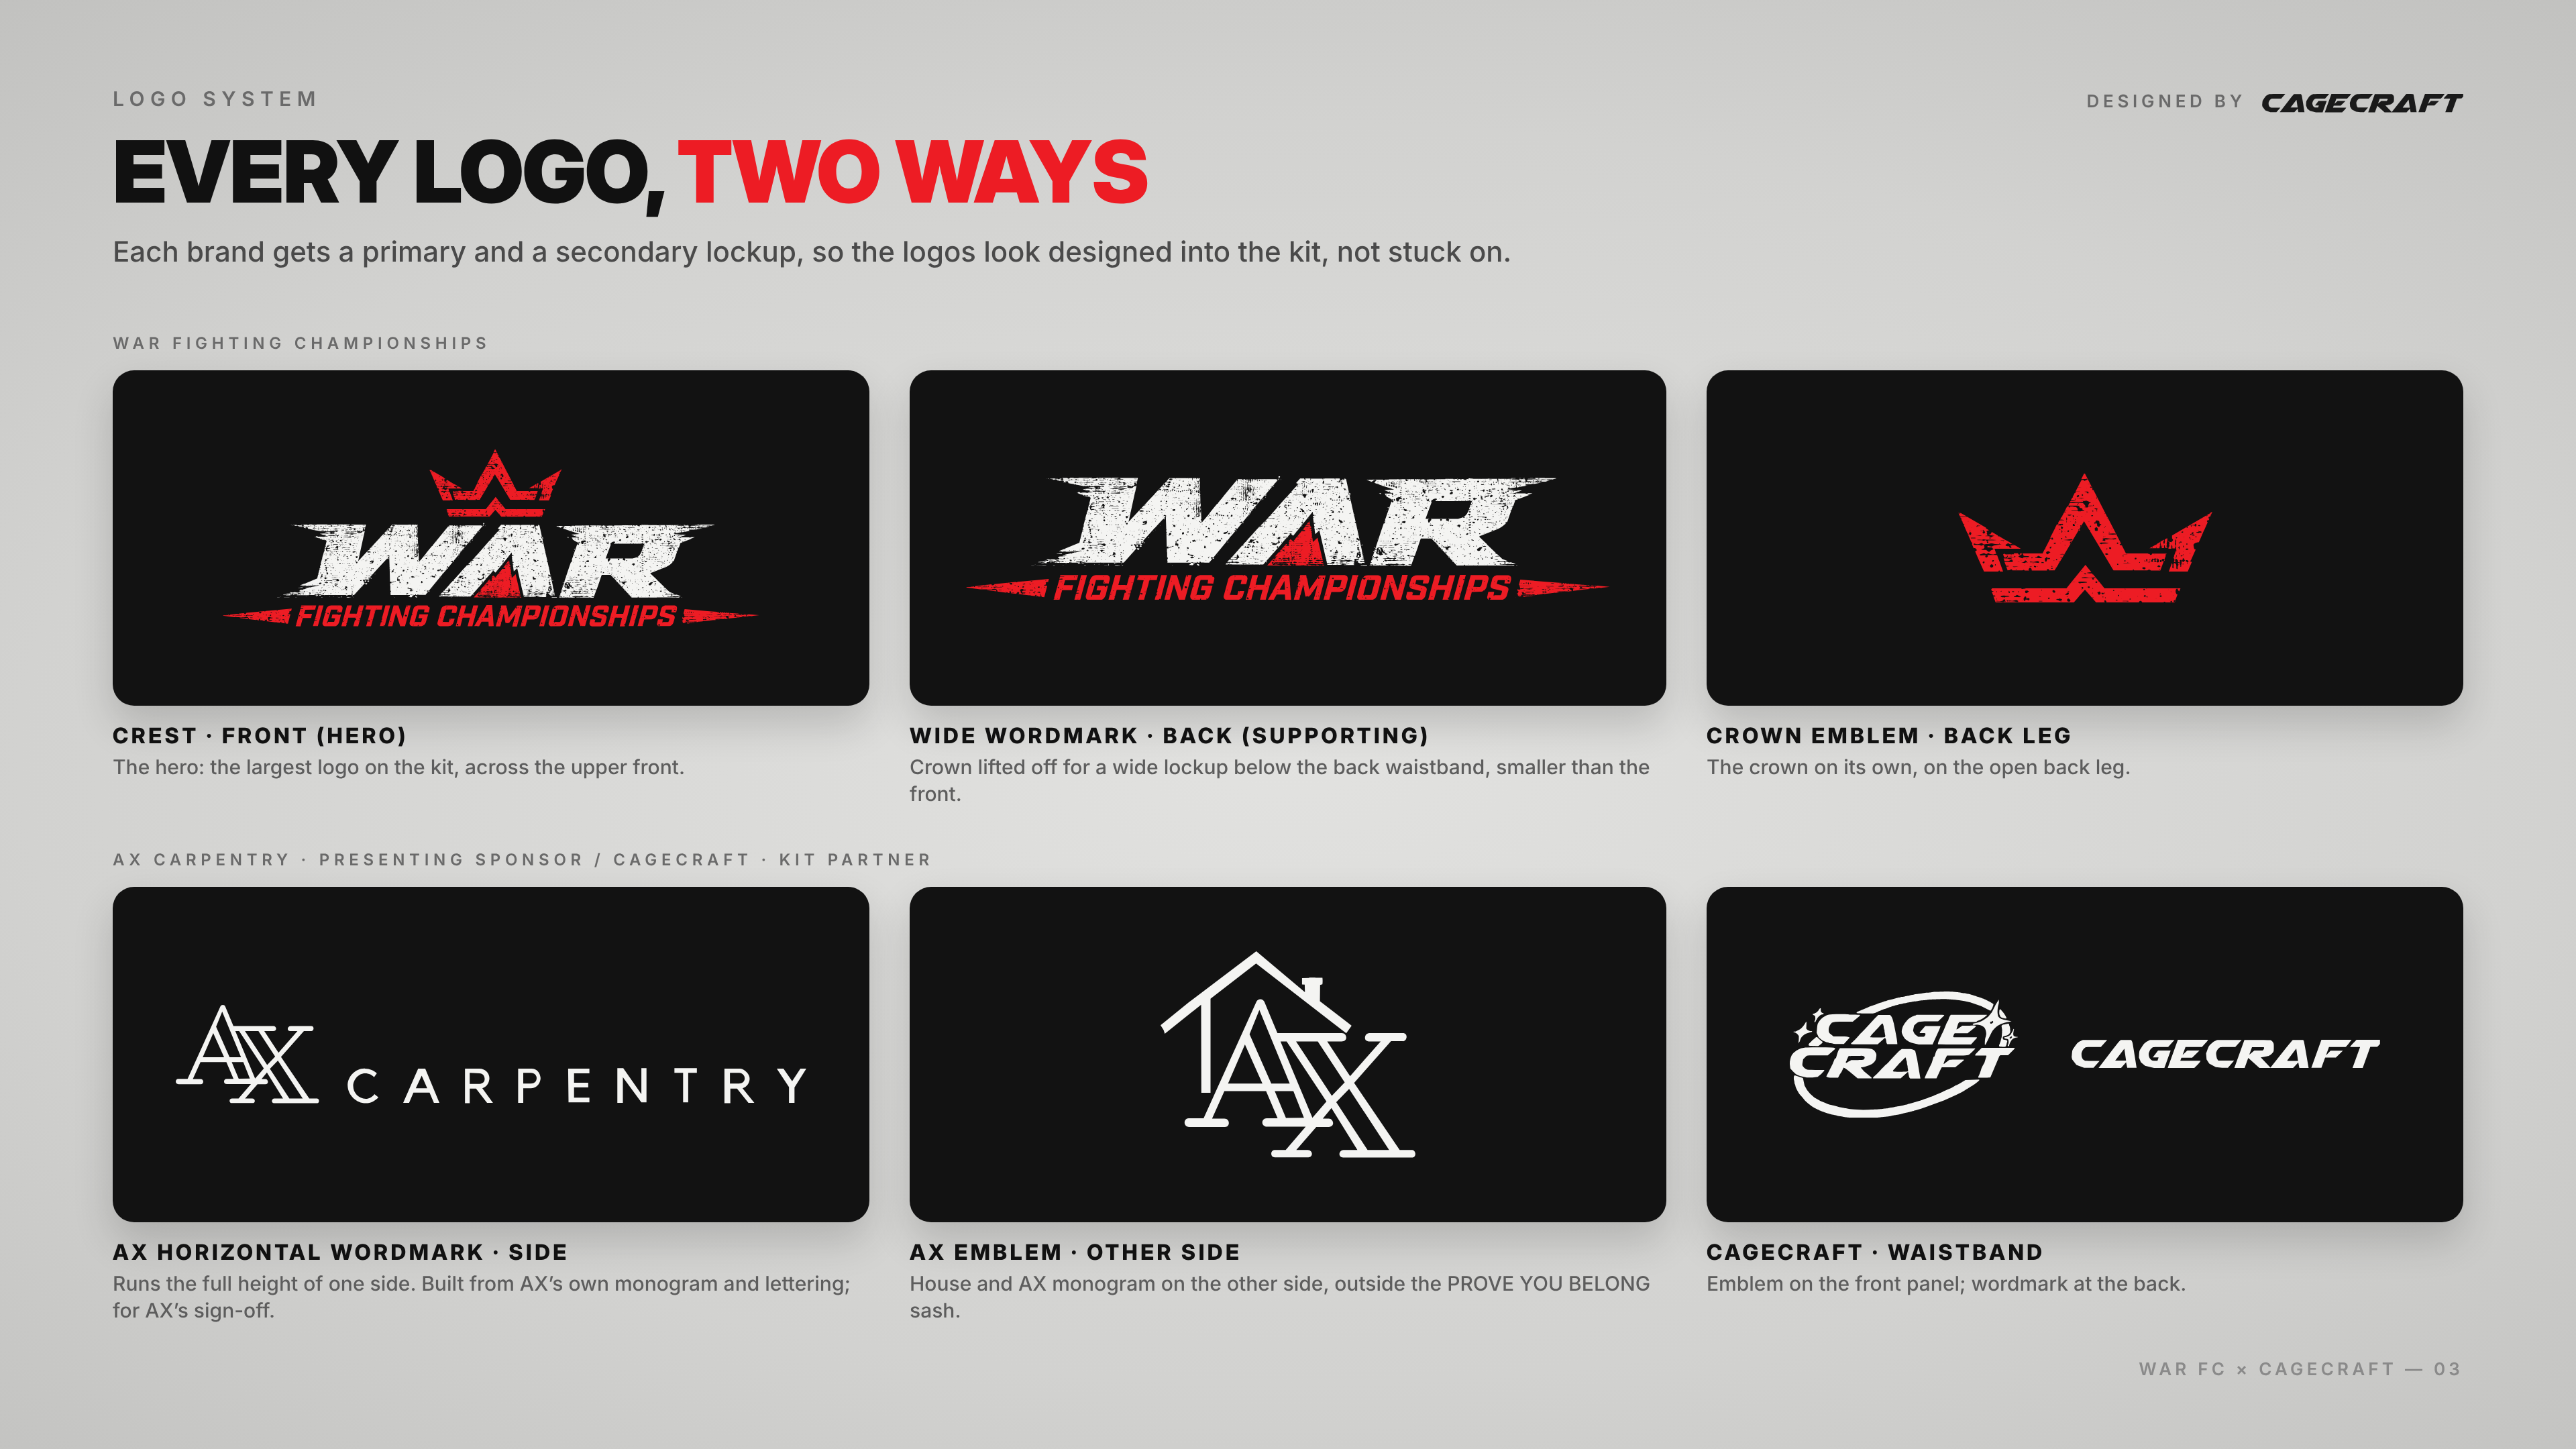 LOGO SYSTEM
DESIGNED BY CAGECRAFT
EVERY LOGO, TWO WAYS
Each brand gets a primary and a secondary lockup, so the logos look designed into the kit, not stuck on.
WAR FIGHTING CHAMPIONSHIPS
WAR
FIGHTING CHAMPIONSHIPS
WAR
FIGHTING CHAMPIONSHIPS
CREST · FRONT (HERO)
The hero: the largest logo on the kit, across the upper front.
WIDE WORDMARK · BACK (SUPPORTING)
Crown lifted off for a wide lockup below the back waistband, smaller than the
front.
CROWN EMBLEM · BACK LEG
The crown on its own, on the open back leg.
AX CARPENTRY · PRESENTING SPONSOR / CAGECRAFT · KIT PARTNER
AX CARPENTRY
AX
CAGE
CRAFT
CAGECRAFT
AX HORIZONTAL WORDMARK · SIDE
Runs the full height of one side. Built from AX’s own monogram and lettering;
for AX’s sign-off.
AX EMBLEM · OTHER SIDE
House and AX monogram on the other side, outside the PROVE YOU BELONG
sash.
CAGECRAFT · WAISTBAND
Emblem on the front panel; wordmark at the back.
WAR FC × CAGECRAFT — 03